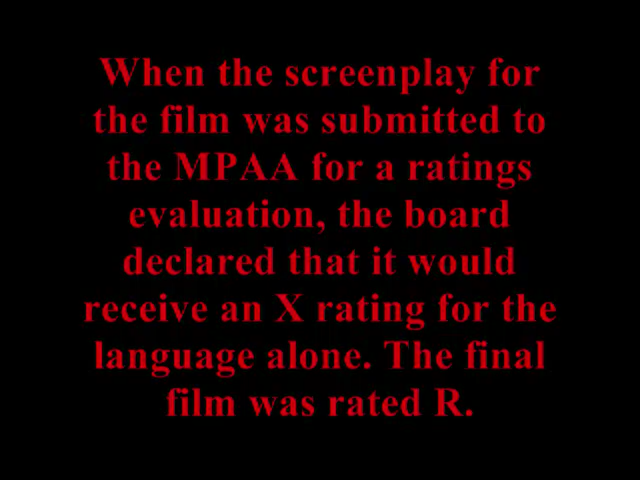 When the screenplay for
the film was submitted to
the MPAA for a ratings
evaluation, the board
declared that it would
receive an X rating for the
language alone. The final
film was rated R.